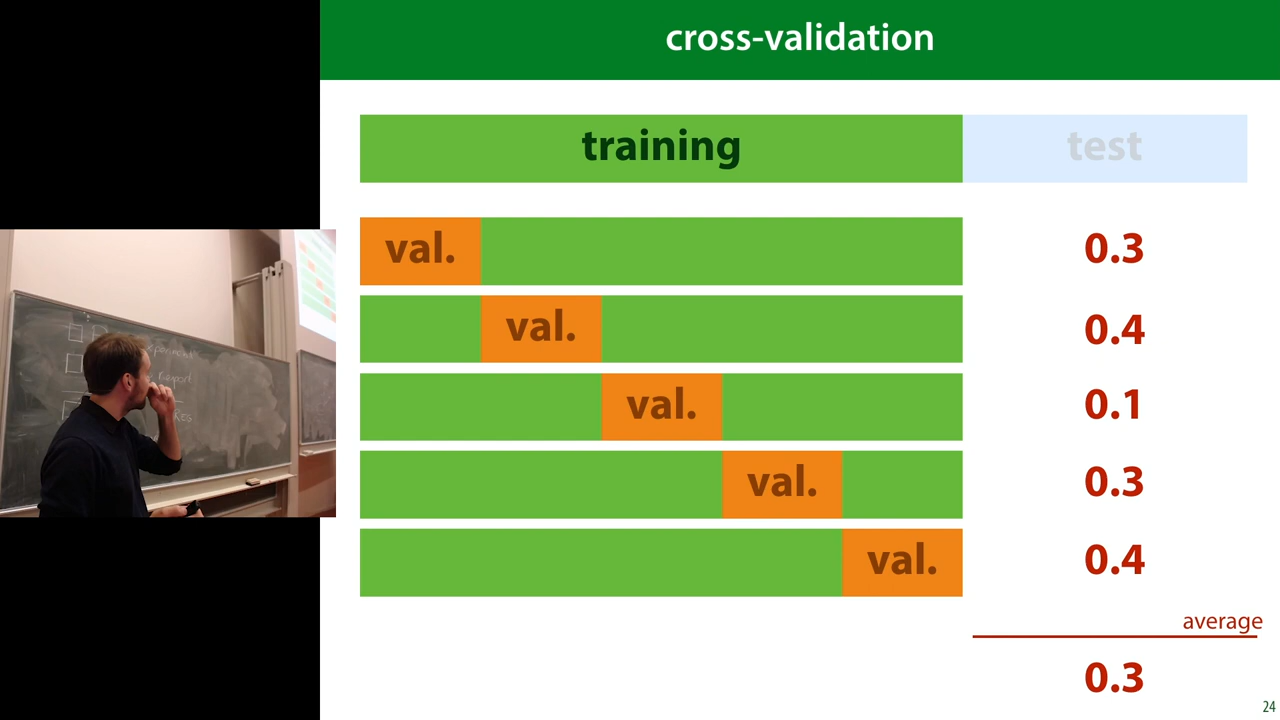 cross-validation
training test
val. 0.3
val. 0.4
val. 0.1
val. 0.3
val. 0.4
average
0.3
24